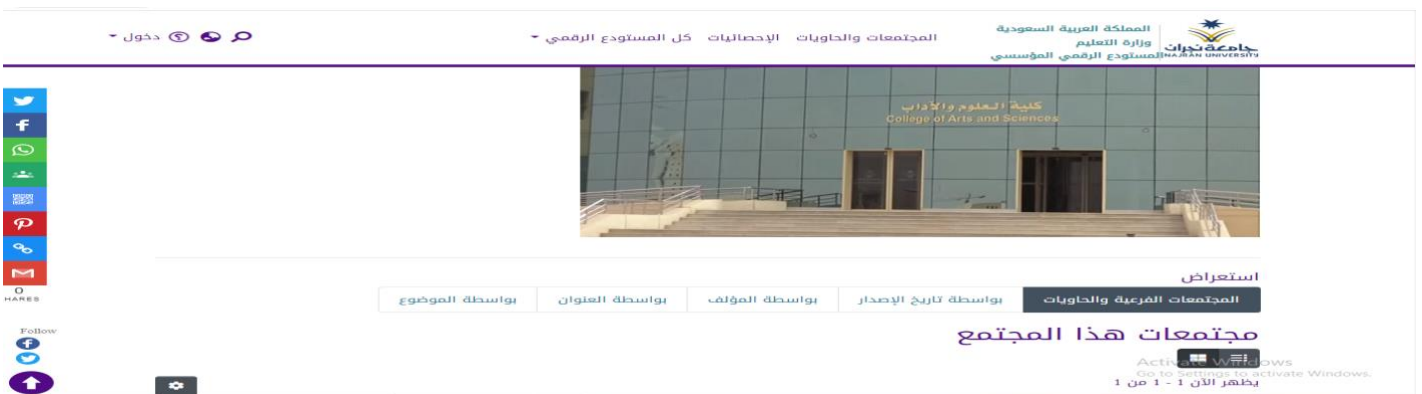 المملكة العربية السعودية
وزارة التعليم
المستودع الرقمي المؤسسي
جامعة نجران
NAJRAN UNIVERSITY
المجتمعات والحاويات
الإحصائيات
كل المستودع الرقمي
دخول
كلية العلوم والآداب
College of Arts and Sciences
0
HARES
Follow
استعراض
المجتمعات الفرعية والحاويات
بواسطة تاريخ الإصدار
بواسطة المؤلف
بواسطة العنوان
بواسطة الموضوع
مجتمعات هذا المجتمع
Activate Windows
Go to Settings to activate Windows.
يظهر الآن 1 - 1 من 1